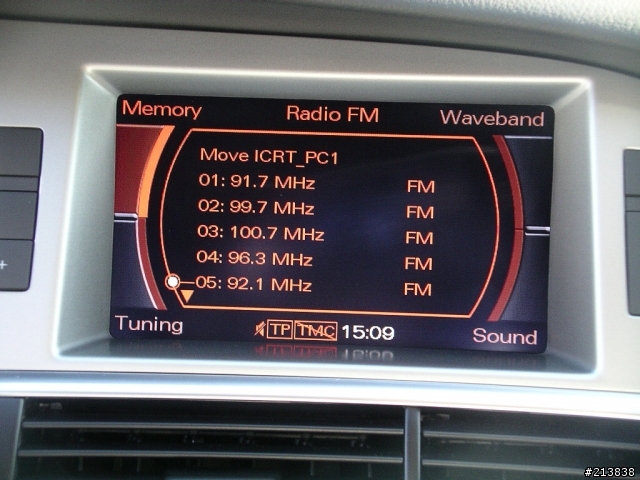 Memory Radio FM Waveband
Move ICRT_PC1
01: 91.7 MHz FM
02: 99.7 MHz FM
03: 100.7 MHz FM
04: 96.3 MHz FM
05: 92.1 MHz FM
Tuning TP TMC 15:09 Sound
+
#213838